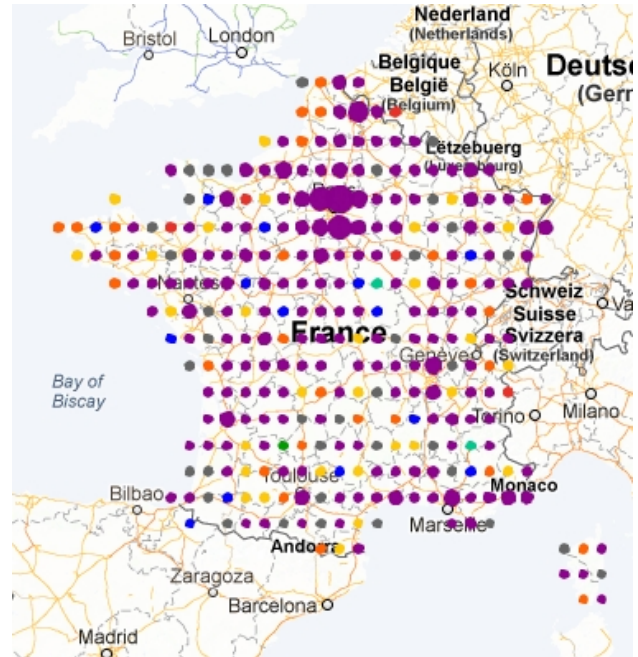 Nederland
(Netherlands)
Bristol
London
Belgique
België
(Belgium)
Köln
Deutsc
(Gern
Lëtzebuerg
(Luxembourg)
Nantes
Schweiz
Suisse
Svizzera
(Switzerland)
Va
France
Genève
Bay of
Biscay
Torino
Milano
Toulouse
Monaco
Bilbao
Marseille
Andorra
Zaragoza
Barcelona
Madrid